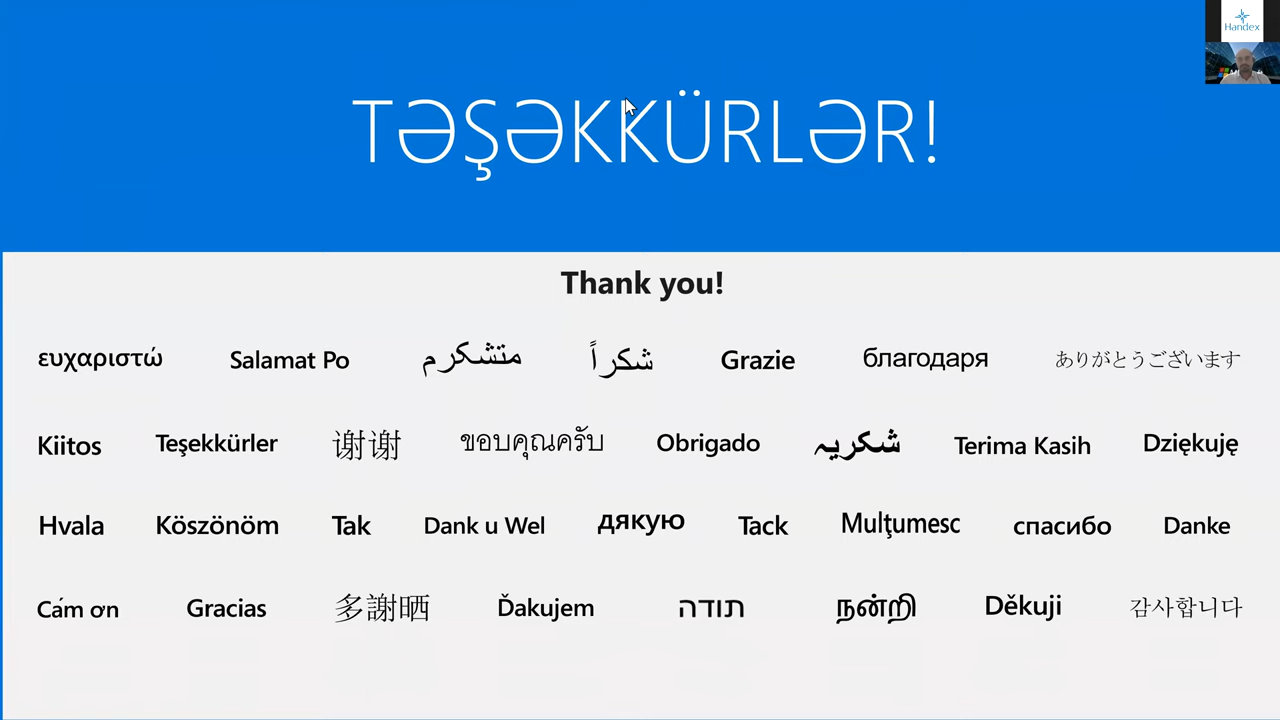 Handex
TƏŞƏKKÜRLƏR!
Thank you!
ευχαριστώ Salamat Po متشکرم شكراً Grazie благодаря ありがとうございます
Kiitos Teşekkürler 谢谢 ขอบคุณครับ Obrigado شکریہ Terima Kasih Dziękuję
Hvala Köszönöm Tak Dank u Wel дякую Tack Mulţumesc спасибо Danke
Cám ơn Gracias 多謝晒 Ďakujem תודה நன்றி Děkuji 감사합니다